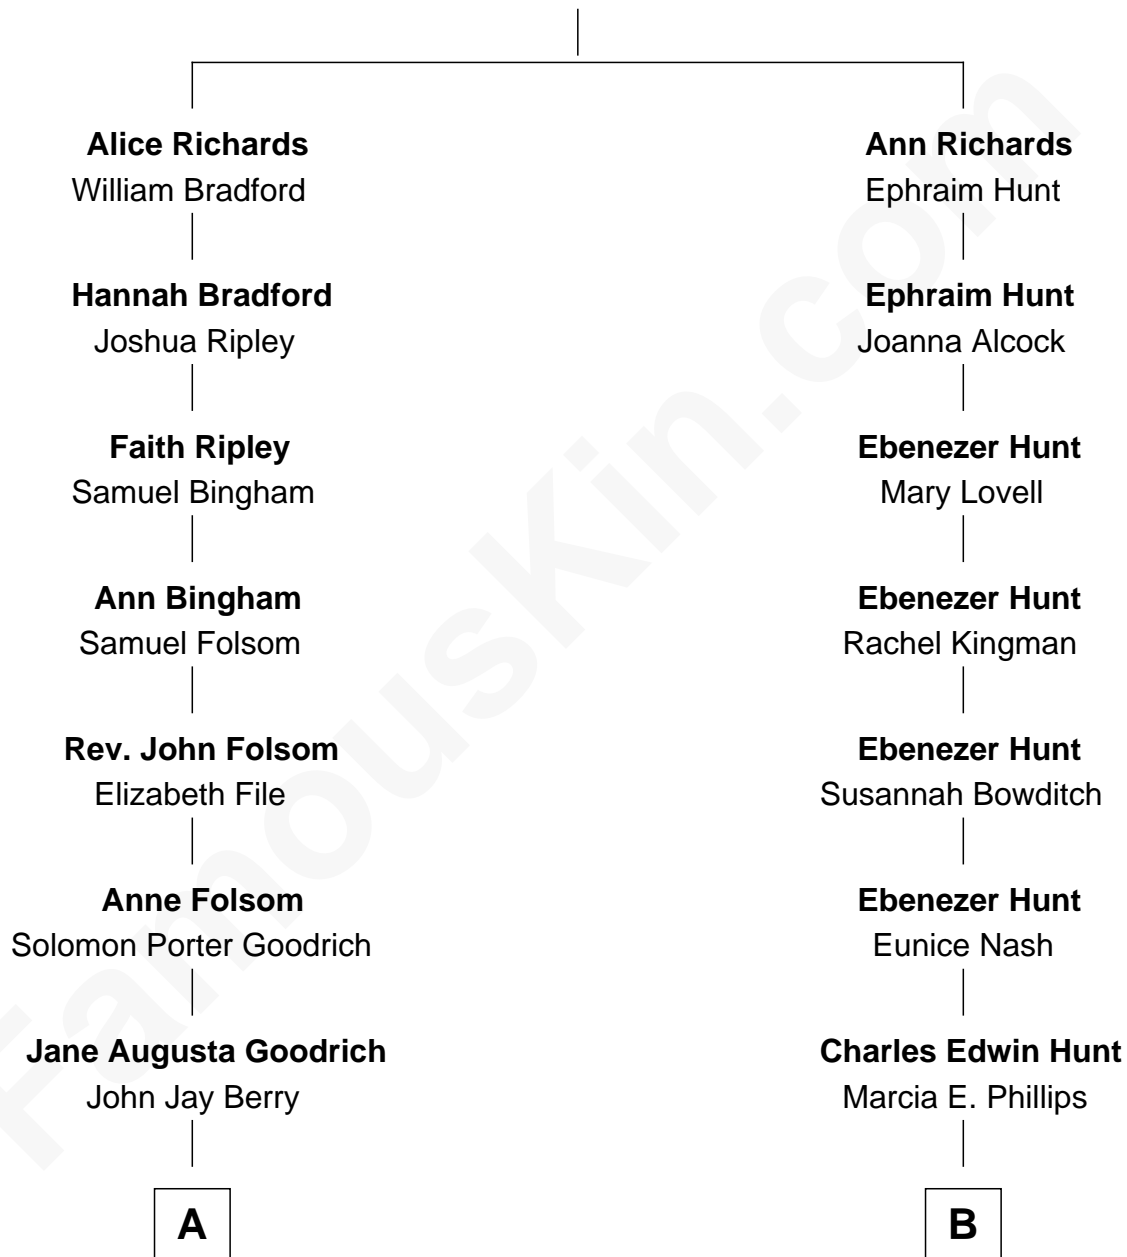 Alice Richards
William Bradford
Hannah Bradford
Joshua Ripley
Faith Ripley
Samuel Bingham
Ann Bingham
Samuel Folsom
Rev. John Folsom
Elizabeth File
Anne Folsom
Solomon Porter Goodrich
Jane Augusta Goodrich
John Jay Berry
A
Ann Richards
Ephraim Hunt
Ephraim Hunt
Joanna Alcock
Ebenezer Hunt
Mary Lovell
Ebenezer Hunt
Rachel Kingman
Ebenezer Hunt
Susannah Bowditch
Ebenezer Hunt
Eunice Nash
Charles Edwin Hunt
Marcia E. Phillips
B
FamousKin.com